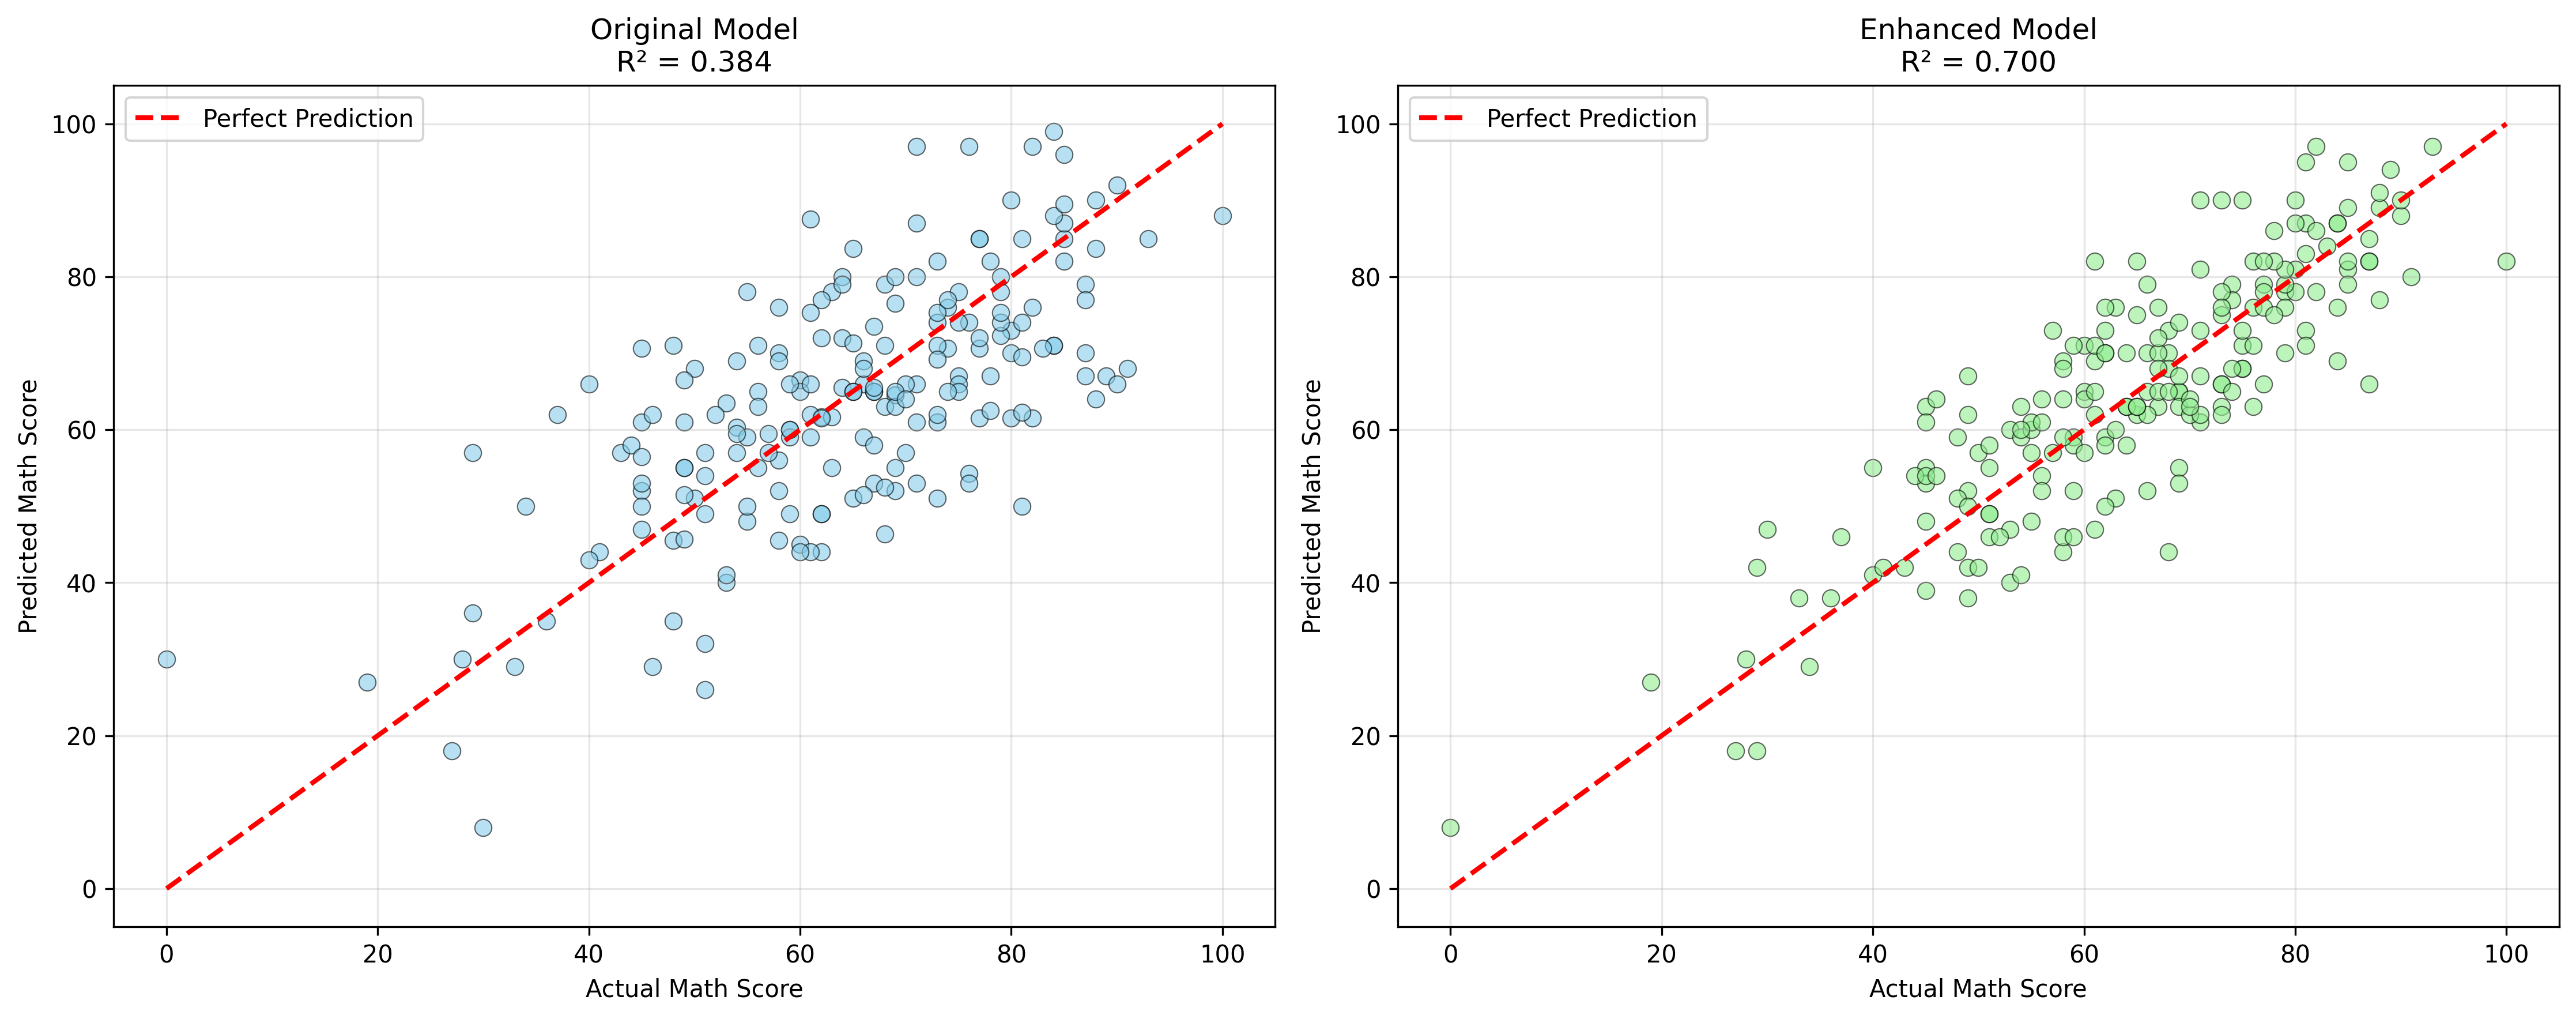 Original Model
R² = 0.384
Perfect Prediction
100
80
60
40
20
0
Predicted Math Score
0 20 40 60 80 100
Actual Math Score
Enhanced Model
R² = 0.700
Perfect Prediction
100
80
60
40
20
0
Predicted Math Score
0 20 40 60 80 100
Actual Math Score